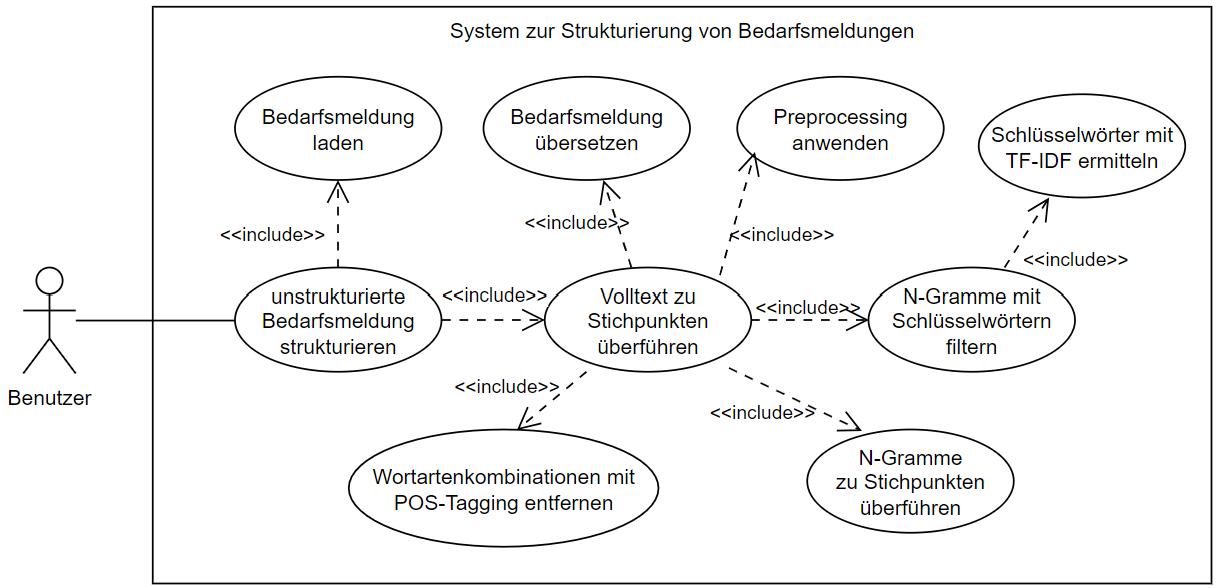 System zur Strukturierung von Bedarfsmeldungen
Bedarfsmeldung
laden
Bedarfsmeldung
übersetzen
Preprocessing
anwenden
Schlüsselwörter mit
TF-IDF ermitteln
<<include>>
<<include>>
<<include>>
<<include>>
unstrukturierte
Bedarfsmeldung
strukturieren
<<include>>
Volltext zu
Stichpunkten
überführen
<<include>>
N-Gramme mit
Schlüsselwörtern
filtern
Benutzer
<<include>>
<<include>>
Wortartenkombinationen mit
POS-Tagging entfernen
N-Gramme
zu Stichpunkten
überführen